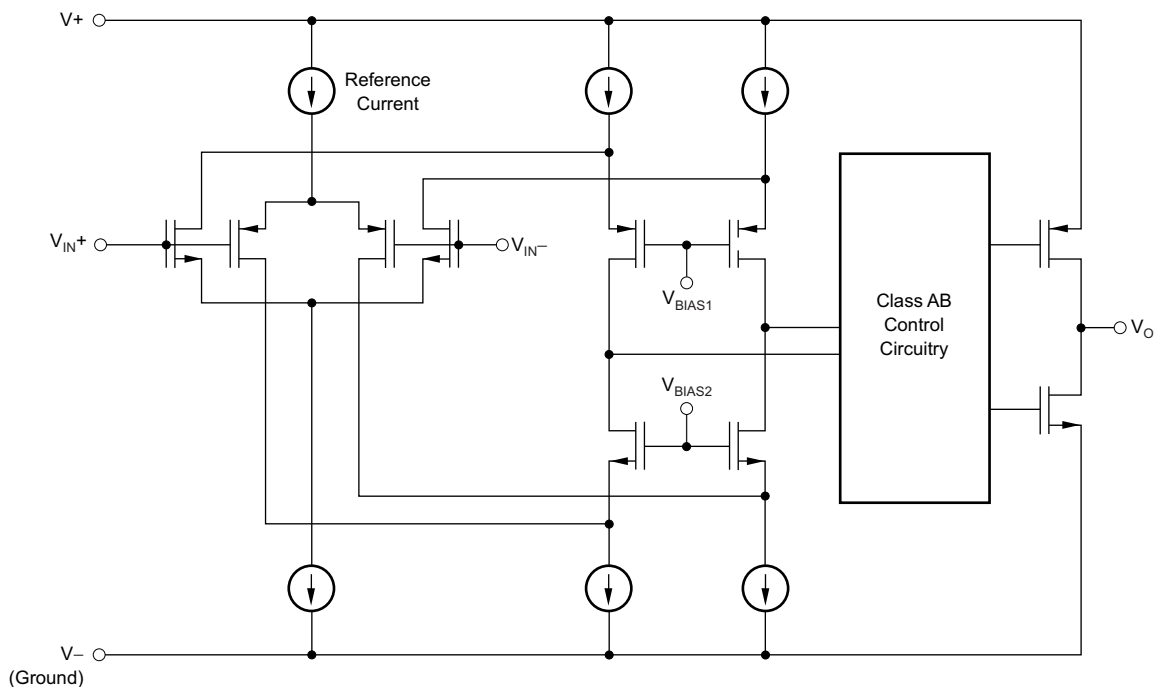 V+
Reference
Current
V_IN+
V_IN−
V_BIAS1
V_BIAS2
Class AB
Control
Circuitry
V_O
V−
(Ground)